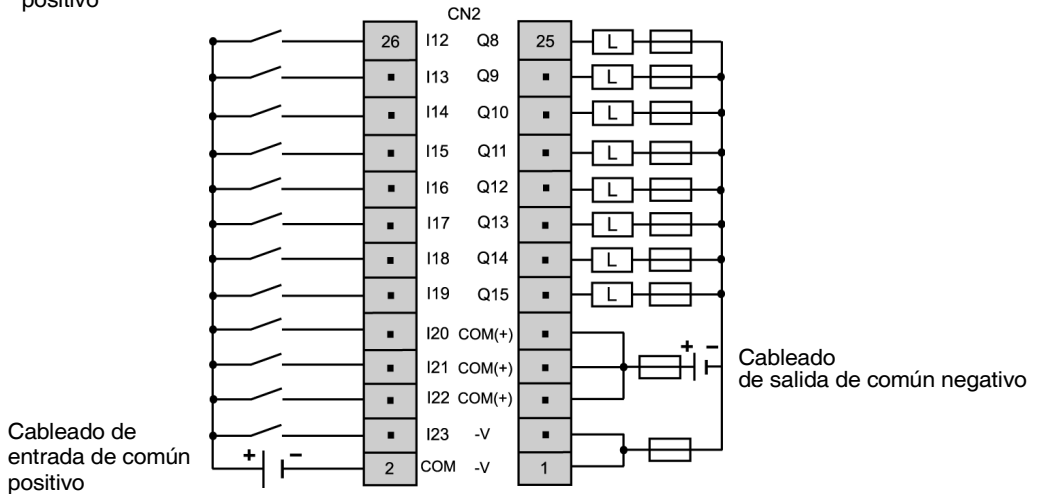 positivo
CN2
26 I12 Q8 25 L
I13 Q9 L
I14 Q10 L
I15 Q11 L
I16 Q12 L
I17 Q13 L
I18 Q14 L
I19 Q15 L
I20 COM(+)
I21 COM(+)
I22 COM(+)
I23 -V
2 COM -V 1
+ −
Cableado
de salida de común negativo
Cableado de
entrada de común
positivo
+ −